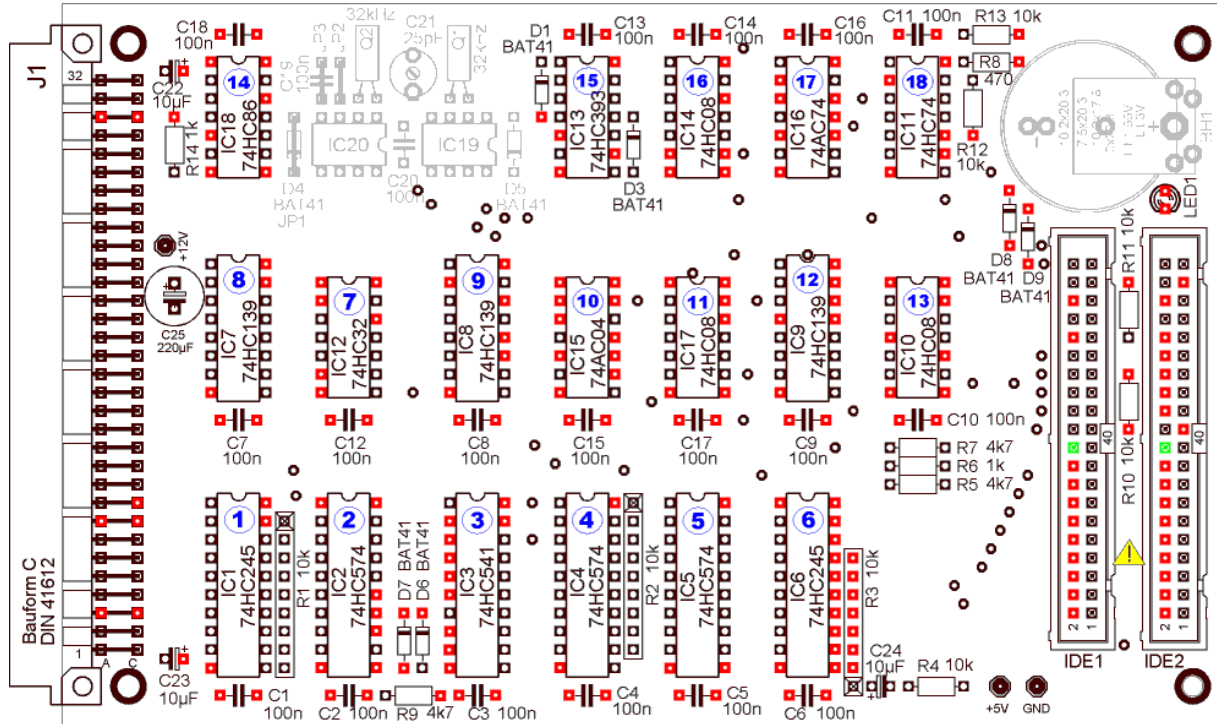 C18
100n
32kHz
C21
25pF
D1
BAT41
C13
100n
C14
100n
C16
100n
C11 100n
R13 10k
J1
32
C22
10µF
R14 1k
14
IC18
74HC86
C19
100n
JP3
JP2
Q2
Q1
32kHz
15
IC13
74HC393
16
IC14
74HC08
17
IC16
74AC74
18
IC11
74HC74
R8
470
R12
10k
BH1
IC20
IC19
C20
100n
D4
BAT41
JP1
D5
BAT41
D3
BAT41
LED1
+12V
C25
220µF
8
IC7
74HC139
7
IC12
74HC32
9
IC8
74HC139
10
IC15
74AC04
11
IC17
74HC08
12
IC9
74HC139
13
IC10
74HC08
D8
BAT41
D9
BAT41
R11 10k
C7
100n
C12
100n
C8
100n
C15
100n
C17
100n
C9
100n
C10 100n
R7 4k7
R6 1k
R5 4k7
40
R10 10k
40
1
IC1
74HC245
R1 10k
2
IC2
74HC574
D7 BAT41
D6 BAT41
3
IC3
74HC541
4
IC4
74HC574
R2 10k
5
IC5
74HC574
6
IC6
74HC245
R3 10k
Bauform C
DIN 41612
1
A C
2 1
2 1
IDE1
IDE2
C23
10µF
C1
100n
C2 100n
R9 4k7
C3 100n
C4
100n
C5
100n
C6 100n
C24
10µF
R4 10k
+5V
GND